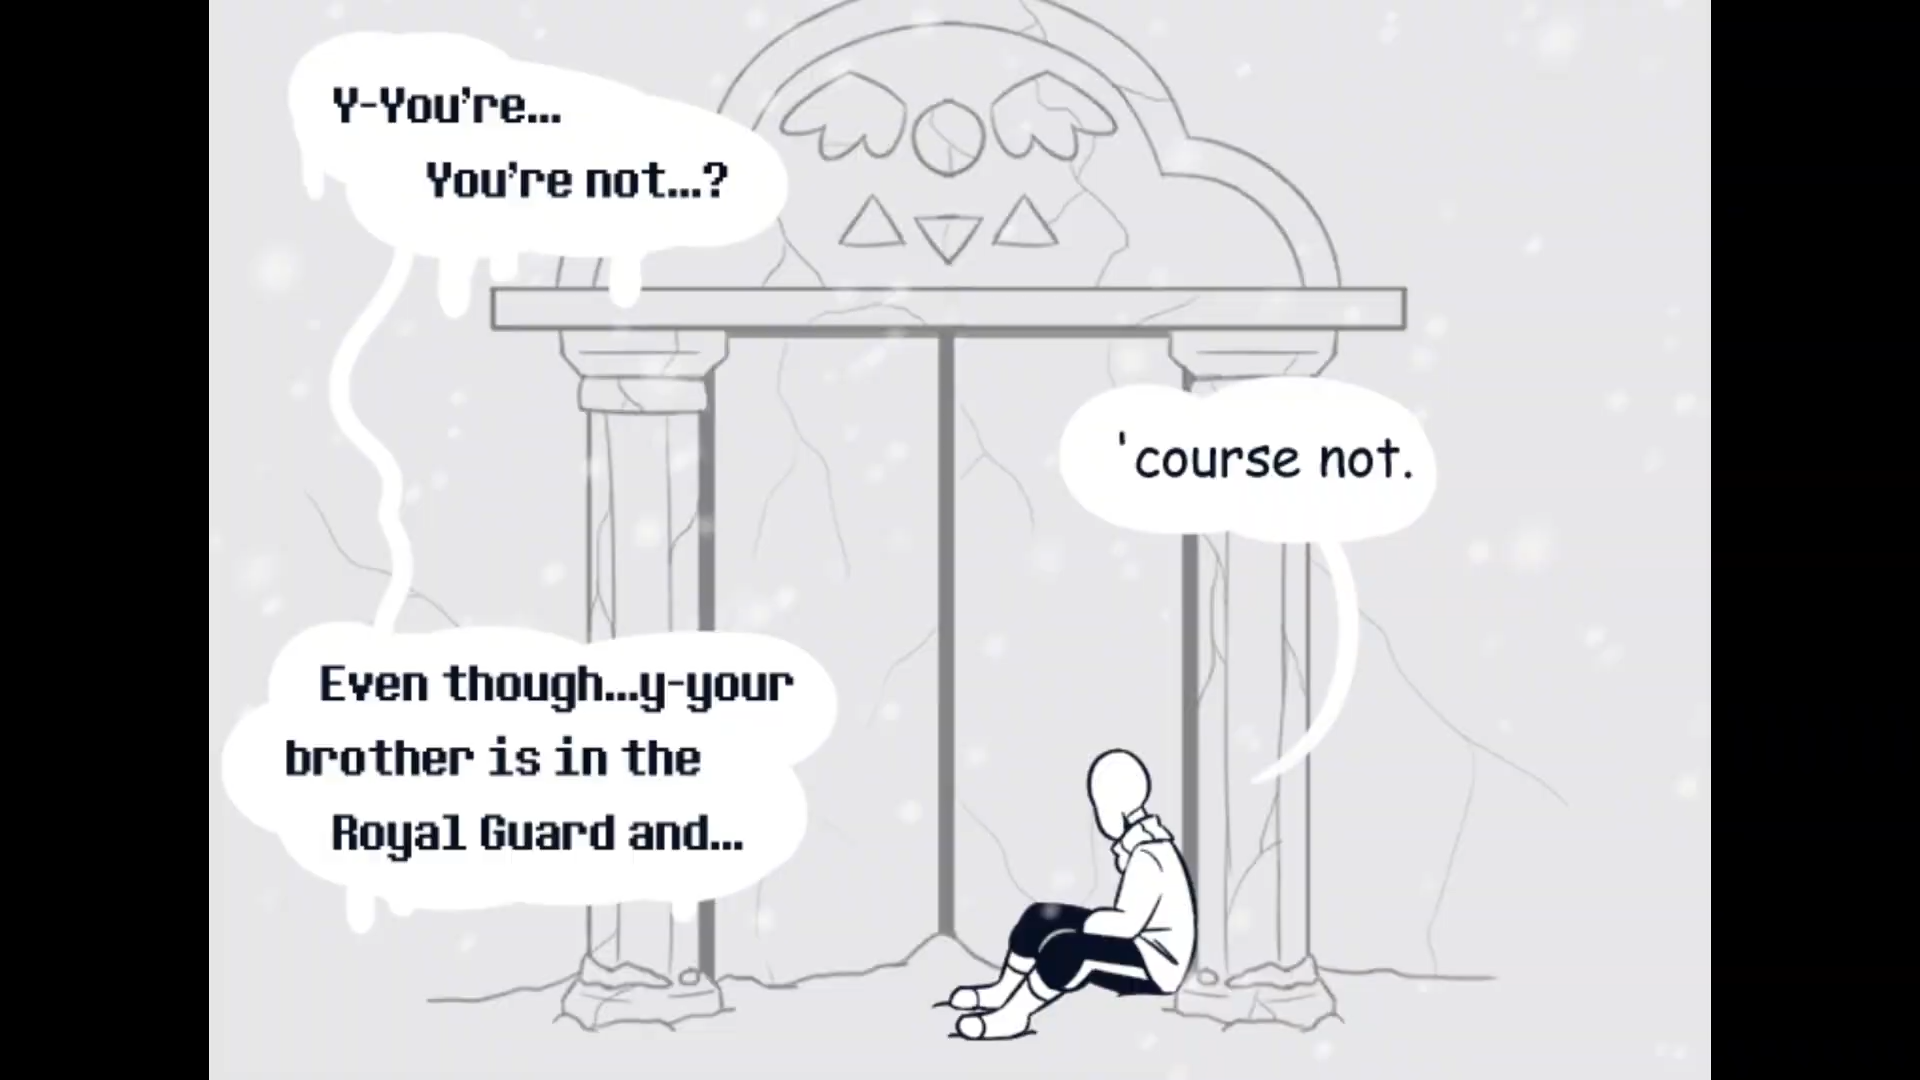 Y-You're...
You're not...?
'course not.
Even though...y-your
brother is in the
Royal Guard and...